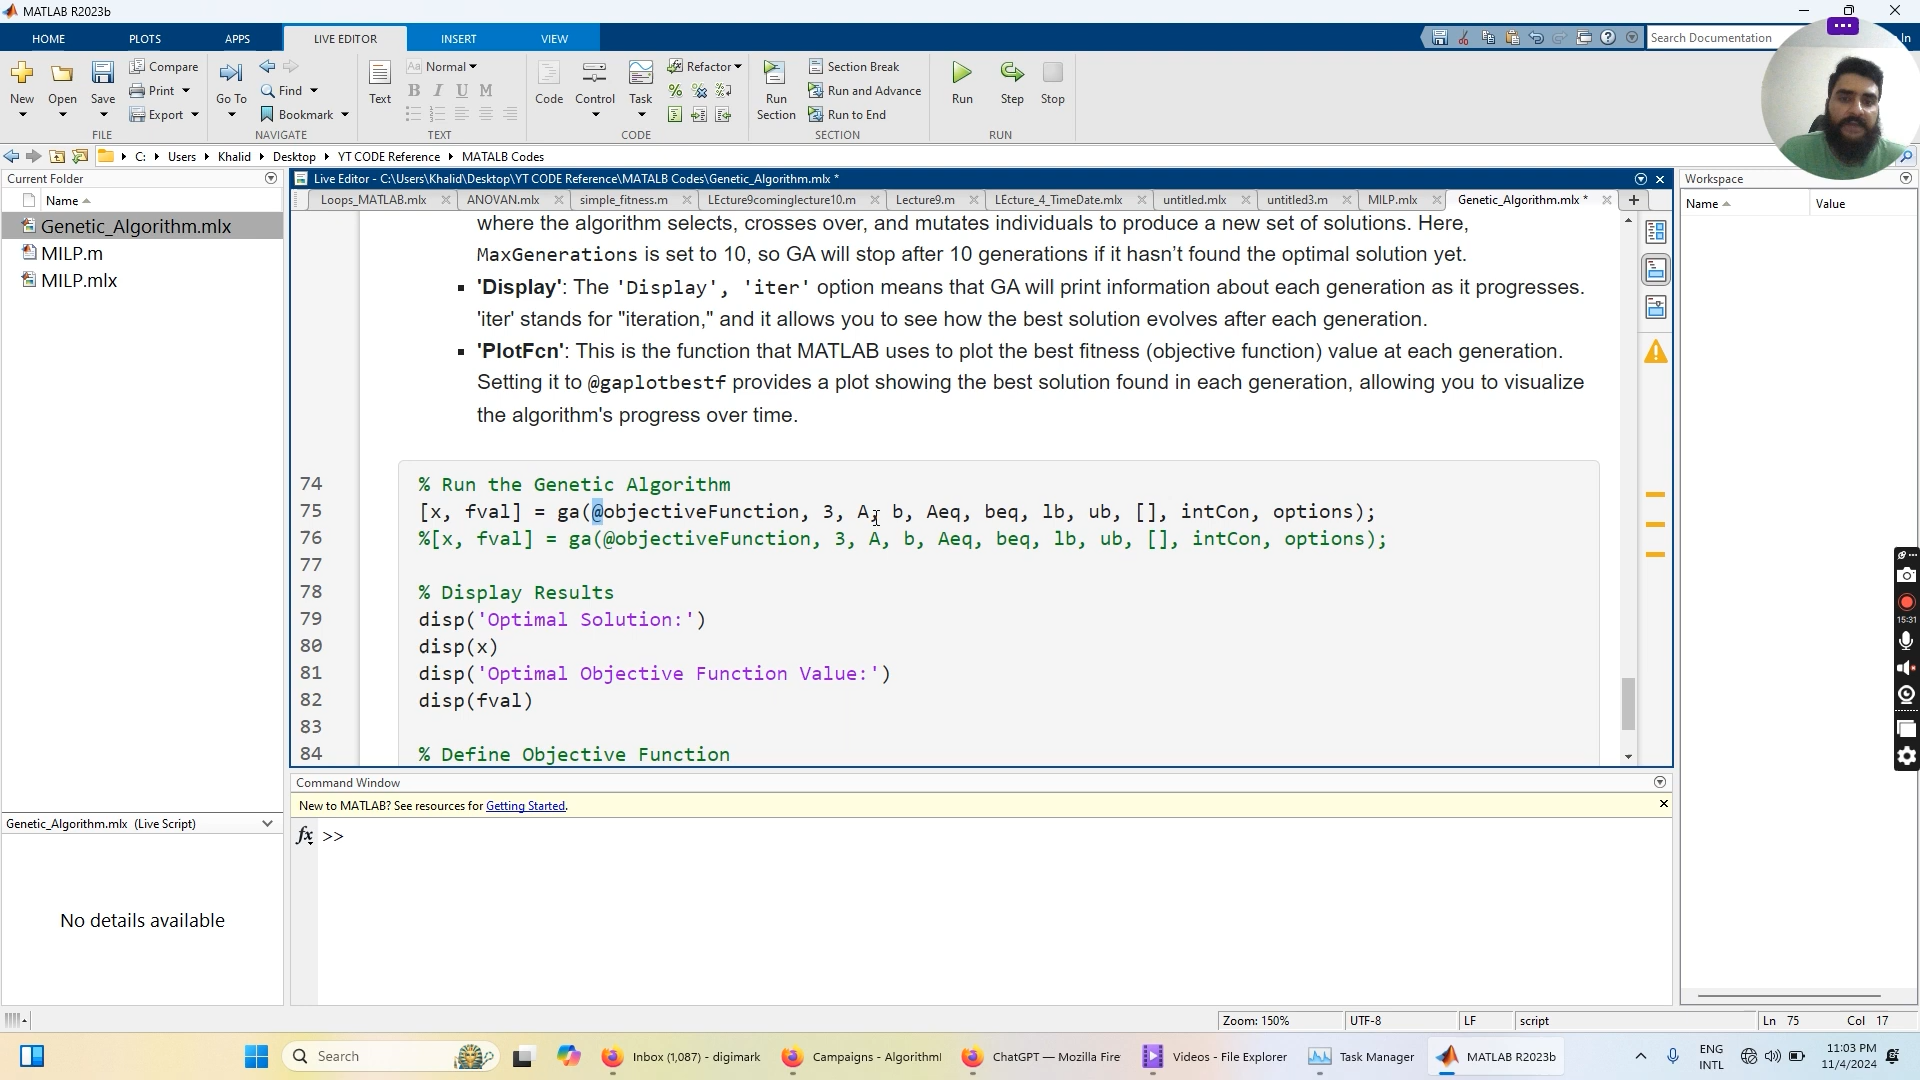 MATLAB R2023b
HOME PLOTS APPS LIVE EDITOR INSERT VIEW
Search Documentation
In
New Open Save Compare Print Export
FILE
Go To Find Bookmark
NAVIGATE
Text Aa Normal B I U M
TEXT
Code Control Task Refactor
CODE
Run Section Section Break Run and Advance Run to End
SECTION
Run Step Stop
RUN
C: Users Khalid Desktop YT CODE Reference MATALB Codes
Current Folder
Name
Genetic_Algorithm.mlx
MILP.m
MILP.mlx
Genetic_Algorithm.mlx (Live Script)
No details available
Live Editor - C:\Users\Khalid\Desktop\YT CODE Reference\MATALB Codes\Genetic_Algorithm.mlx *
Loops_MATLAB.mlx ANOVAN.mlx simple_fitness.m LEcture9cominglecture10.m Lecture9.m LEcture_4_TimeDate.mlx untitled.mlx untitled3.m MILP.mlx Genetic_Algorithm.mlx *
where the algorithm selects, crosses over, and mutates individuals to produce a new set of solutions. Here,
MaxGenerations is set to 10, so GA will stop after 10 generations if it hasn’t found the optimal solution yet.
▪ 'Display': The 'Display', 'iter' option means that GA will print information about each generation as it progresses.
'iter' stands for "iteration," and it allows you to see how the best solution evolves after each generation.
▪ 'PlotFcn': This is the function that MATLAB uses to plot the best fitness (objective function) value at each generation.
Setting it to @gaplotbestf provides a plot showing the best solution found in each generation, allowing you to visualize
the algorithm's progress over time.
74 % Run the Genetic Algorithm
75 [x, fval] = ga(@objectiveFunction, 3, A, b, Aeq, beq, lb, ub, [], intCon, options);
76 %[x, fval] = ga(@objectiveFunction, 3, A, b, Aeq, beq, lb, ub, [], intCon, options);
77
78 % Display Results
79 disp('Optimal Solution:')
80 disp(x)
81 disp('Optimal Objective Function Value:')
82 disp(fval)
83
84 % Define Objective Function
Command Window
New to MATLAB? See resources for Getting Started.
fx >>
Workspace
Name Value
15:31
Zoom: 150% UTF-8 LF script Ln 75 Col 17
Search
Inbox (1,087) - digimark
Campaigns - Algorithml
ChatGPT — Mozilla Fire
Videos - File Explorer
Task Manager
MATLAB R2023b
ENG
INTL
11:03 PM
11/4/2024